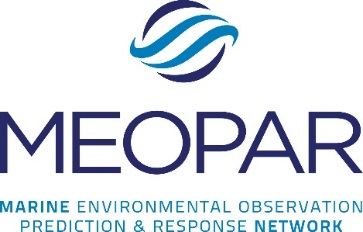 MEOPAR
MARINE ENVIRONMENTAL OBSERVATION
PREDICTION & RESPONSE NETWORK